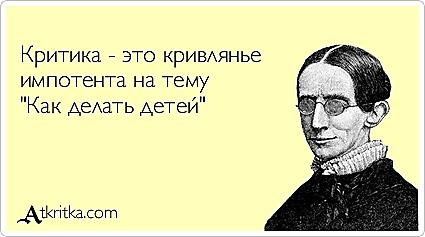 Критика - это кривлянье
импотента на тему
"Как делать детей"
Atkritka.com